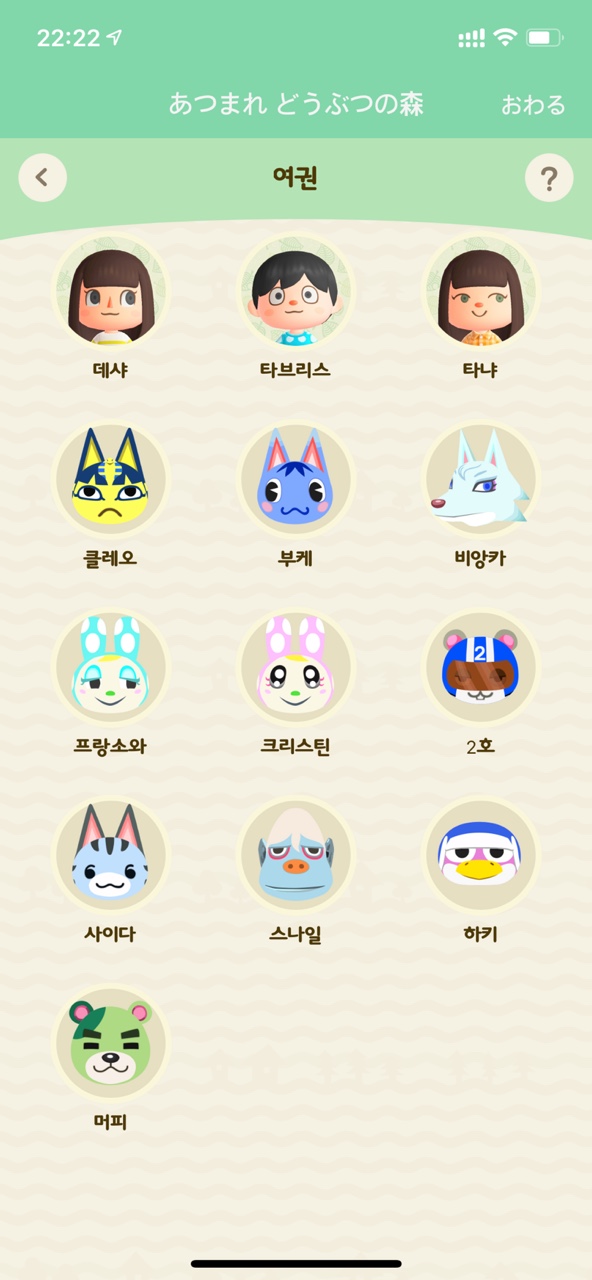 22:22
あつまれ どうぶつの森
おわる
여권
?
데샤
타브리스
타냐
클레오
부케
비앙카
프랑소와
크리스틴
2
2호
사이다
스나일
하키
머피